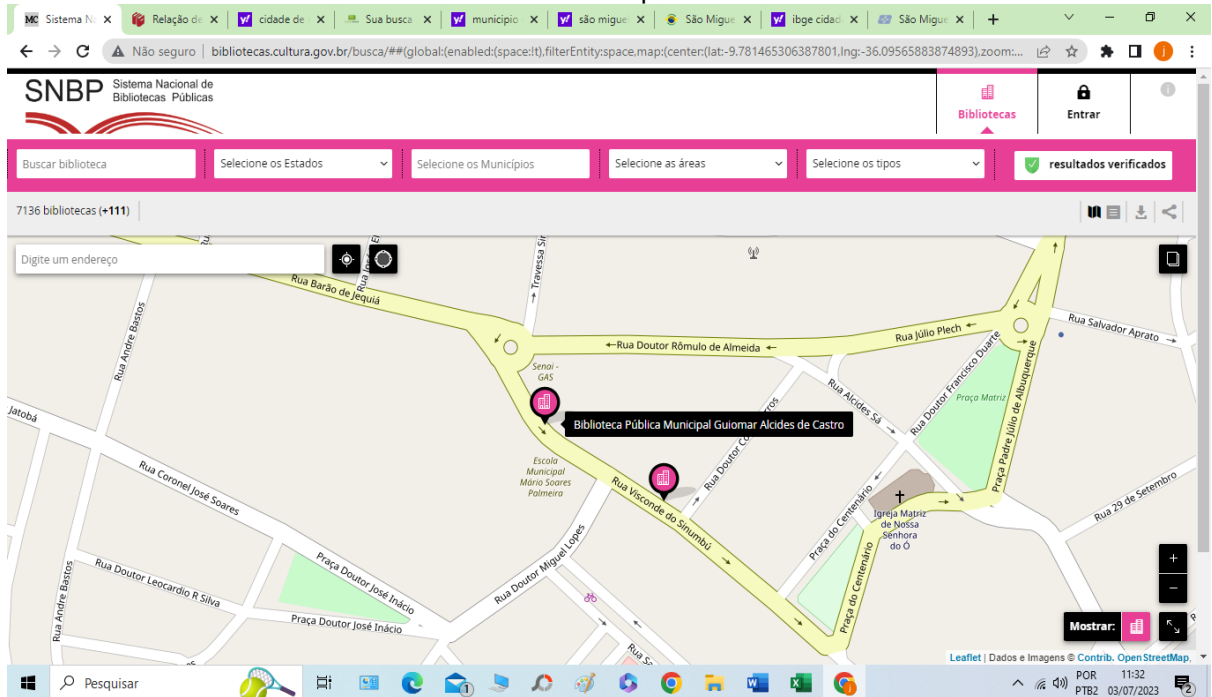 MC Sistema Na
Relação de
cidade de
Sua busca
municipio
são miguel
São Migue
ibge cidad
São Migue
Não seguro
bibliotecas.cultura.gov.br/busca/##(global:(enabled:(space:!t),filterEntity:space,map:(center:(lat:-9.781465306387801,lng:-36.09565883874893),zoom:...
SNBP
Sistema Nacional de
Bibliotecas Públicas
Bibliotecas
Entrar
Buscar biblioteca
Selecione os Estados
Selecione os Municípios
Selecione as áreas
Selecione os tipos
resultados verificados
7136 bibliotecas (+111)
Digite um endereço
Travessa Sir
Rua Barão de Jequiá
Rua Andre Bastos
Rua Doutor Rômulo de Almeida
Rua Júlio Plech
Rua Salvador Aprato
Senai -
GAS
Rua Alcides Sá
Rua Doutor Francisco Duarte
Praça Matriz
Praça Padre Júlio de Albuquerque
Jatobá
Biblioteca Pública Municipal Guiomar Alcides de Castro
Escola
Municipal
Mário Soares
Palmeira
Rua Coronel José Soares
Rua Visconde do Sinumbú
Praça do Centenário
Igreja Matriz
de Nossa
Senhora
do Ó
Rua 29 de Setembro
Rua Doutor Miguel Lopes
Praça Doutor José Inácio
Rua Doutor Leocardio R Silva
Rua Andre Bastos
Praça Doutor José Inácio
Praça do Centenário
+
−
Mostrar:
Leaflet | Dados e Imagens © Contrib. OpenStreetMap,
Pesquisar
POR
PTB2
11:32
03/07/2023